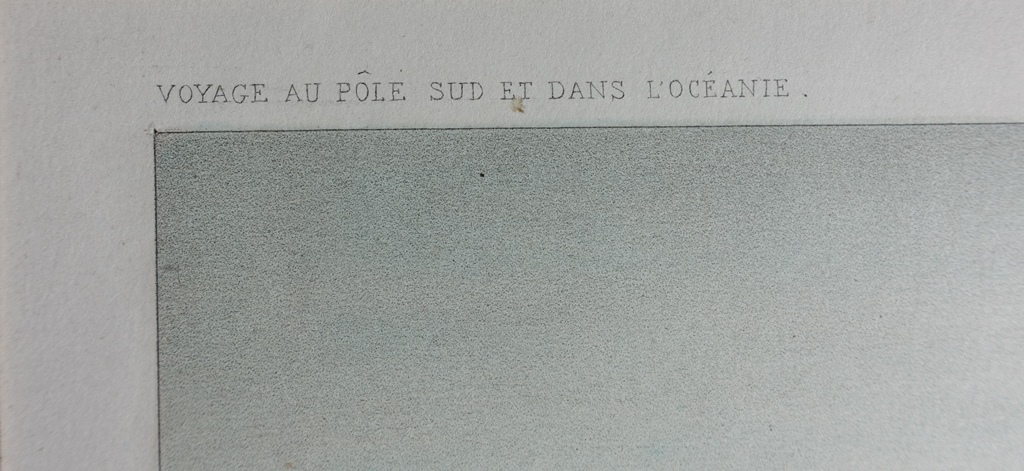 VOYAGE AU PÔLE SUD ET DANS L'OCÉANIE.